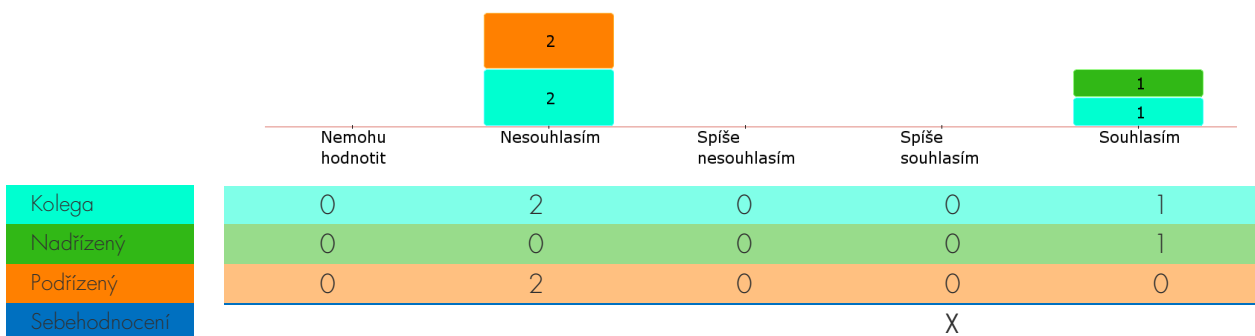 2
2
1
1
Nemohu hodnotit
Nesouhlasím
Spíše nesouhlasím
Spíše souhlasím
Souhlasím
Kolega 0 2 0 0 1
Nadřízený 0 0 0 0 1
Podřízený 0 2 0 0 0
Sebehodnocení X